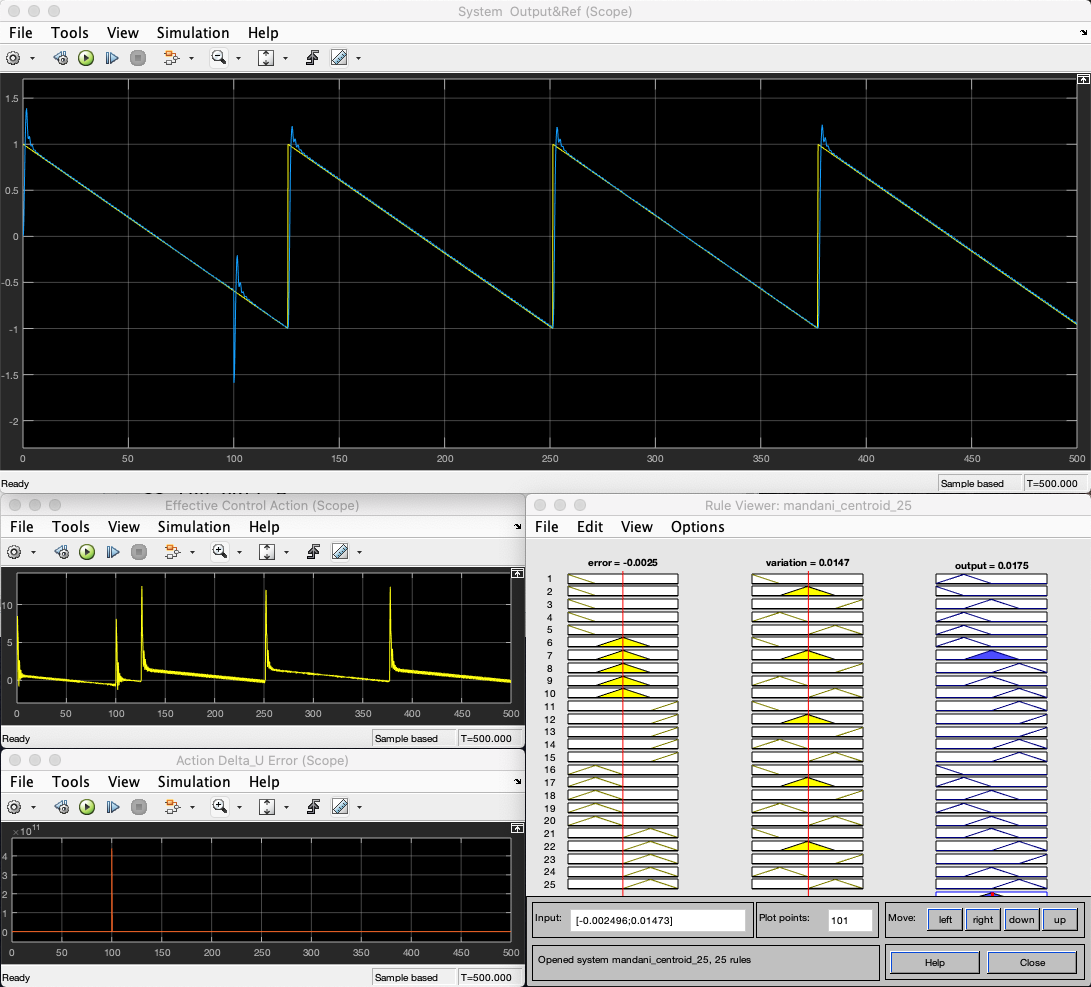 System Output&Ref (Scope)
File Tools View Simulation Help
1.5
1
0.5
0
-0.5
-1
-1.5
-2
0 50 100 150 200 250 300 350 400 450 500
Ready Sample based T=500.000
Effective Control Action (Scope)
File Tools View Simulation Help
10
5
0
0 50 100 150 200 250 300 350 400 450 500
Ready Sample based T=500.000
Action Delta_U Error (Scope)
File Tools View Simulation Help
×10^11
4
3
2
1
0
0 50 100 150 200 250 300 350 400 450 500
Ready Sample based T=500.000
Rule Viewer: mandani_centroid_25
File Edit View Options
error = -0.0025 variation = 0.0147 output = 0.0175
1
2
3
4
5
6
7
8
9
10
11
12
13
14
15
16
17
18
19
20
21
22
23
24
25
Input: [-0.002496;0.01473] Plot points: 101 Move: left right down up
Opened system mandani_centroid_25, 25 rules Help Close